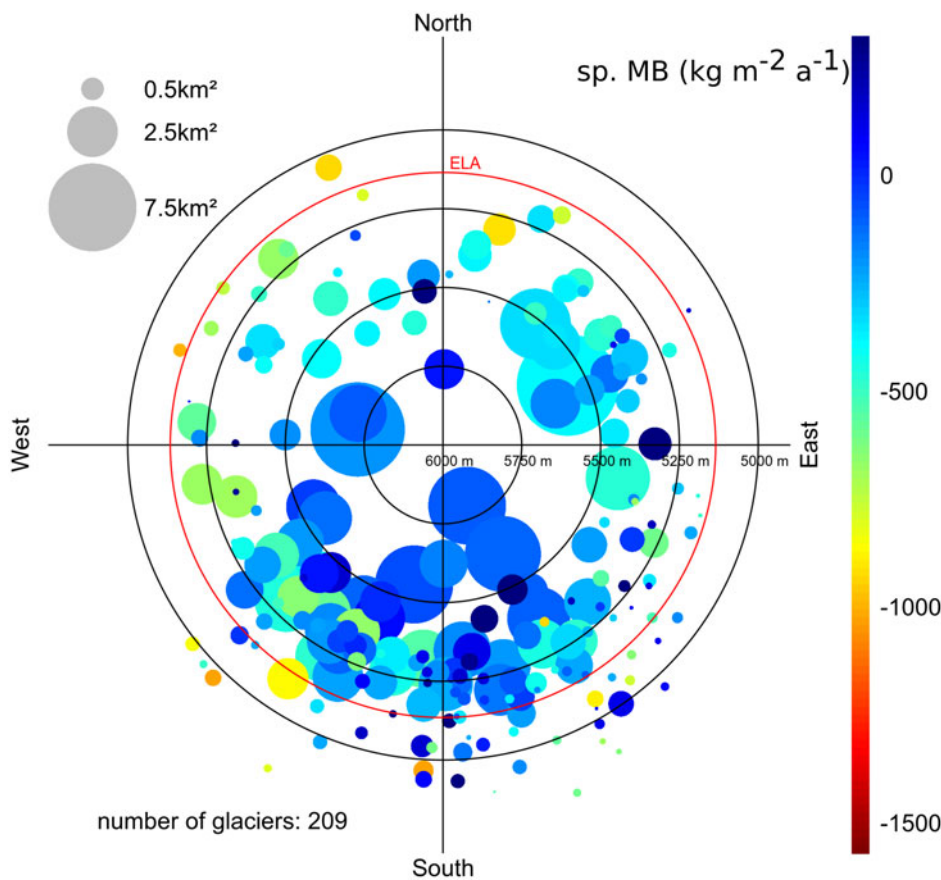 North
sp. MB (kg m⁻² a⁻¹)
0.5km²
2.5km²
7.5km²
ELA
0
-500
-1000
-1500
West
East
6000 m
5750 m
5500 m
5250 m
5000 m
number of glaciers: 209
South